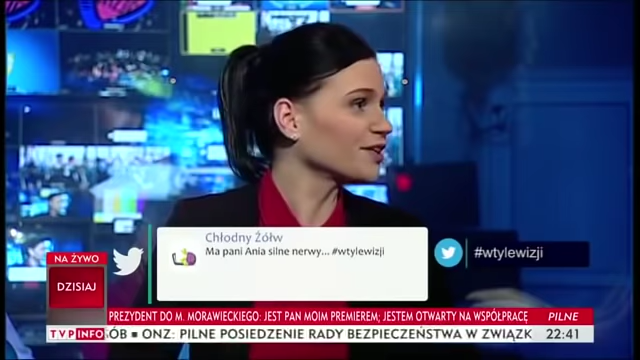 Chłodny Żółw
Ma pani Ania silne nerwy... #wtylewizji
#wtylewizji
NA ŻYWO
DZISIAJ
PREZYDENT DO M. MORAWIECKIEGO: JEST PAN MOIM PREMIEREM; JESTEM OTWARTY NA WSPÓŁPRACĘ
PILNE
TVP INFO
ÓB ▪ ONZ: PILNE POSIEDZENIE RADY BEZPIECZEŃSTWA W ZWIĄZK
22:41